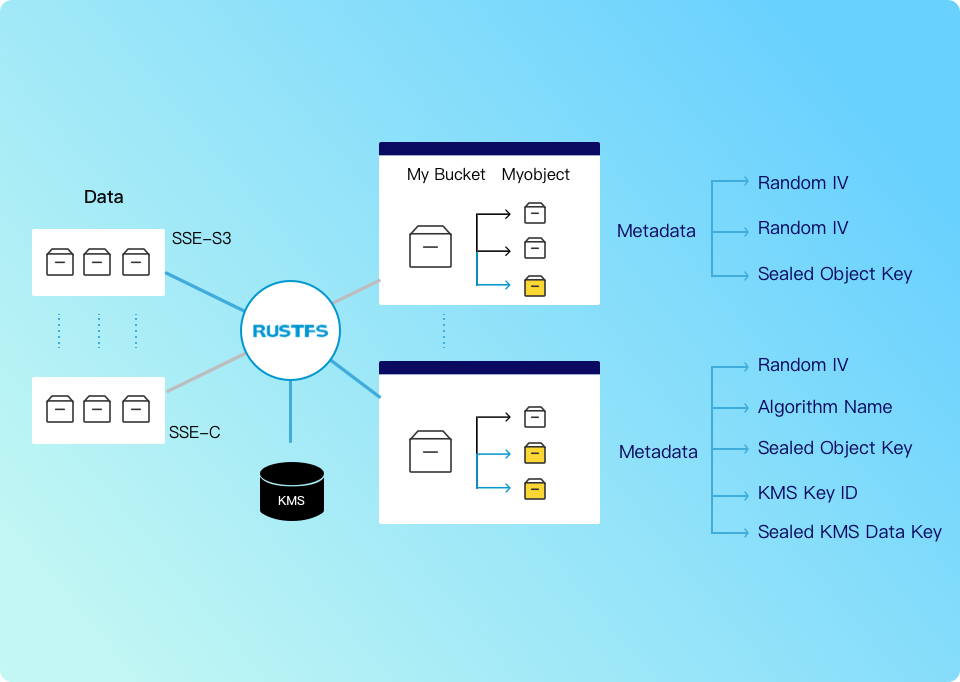 Data
SSE-S3
SSE-C
RUSTFS
KMS
My Bucket Myobject
Metadata
Random IV
Random IV
Sealed Object Key
Metadata
Random IV
Algorithm Name
Sealed Object Key
KMS Key ID
Sealed KMS Data Key